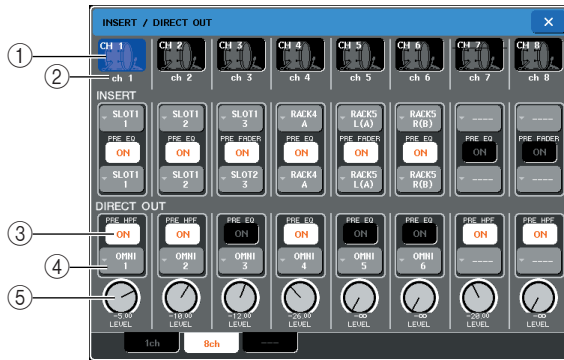 INSERT / DIRECT OUT ×
① CH 1 CH 2 CH 3 CH 4 CH 5 CH 6 CH 7 CH 8
② ch 1 ch 2 ch 3 ch 4 ch 5 ch 6 ch 7 ch 8
INSERT
SLOT1 SLOT1 SLOT1 RACK4 RACK5 RACK5 ---- ----
1 2 3 A L(A) R(B)
PRE EQ PRE EQ PRE FADER PRE EQ PRE FADER PRE EQ PRE EQ PRE FADER
ON ON ON ON ON ON ON ON
SLOT1 SLOT1 SLOT2 RACK4 RACK5 RACK5 ---- ----
1 2 3 A L(A) R(B)
DIRECT OUT
PRE HPF PRE HPF PRE EQ PRE EQ PRE EQ PRE EQ PRE HPF PRE HPF
③ ON ON ON ON ON ON ON ON
④ OMNI OMNI OMNI OMNI OMNI OMNI ---- ----
1 2 3 4 5 6
⑤
-5.00 -10.00 -12.00 -26.00 -∞ -∞ -20.00 -∞
LEVEL LEVEL LEVEL LEVEL LEVEL LEVEL LEVEL LEVEL
1ch 8ch ---